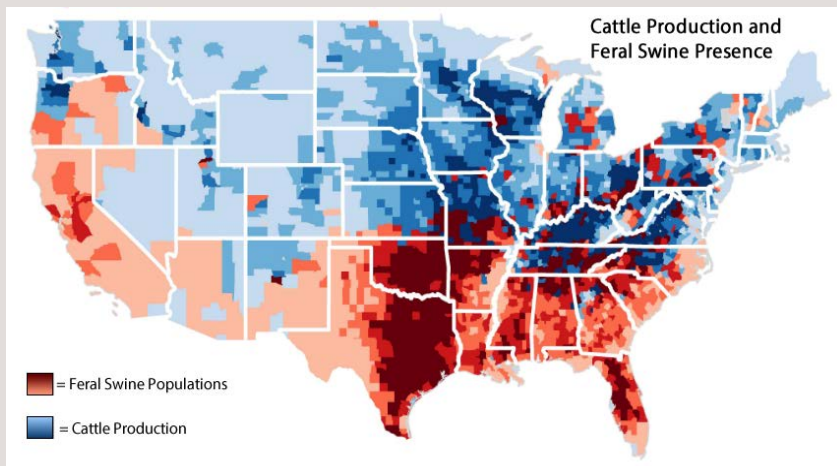 Cattle Production and
Feral Swine Presence
= Feral Swine Populations
= Cattle Production